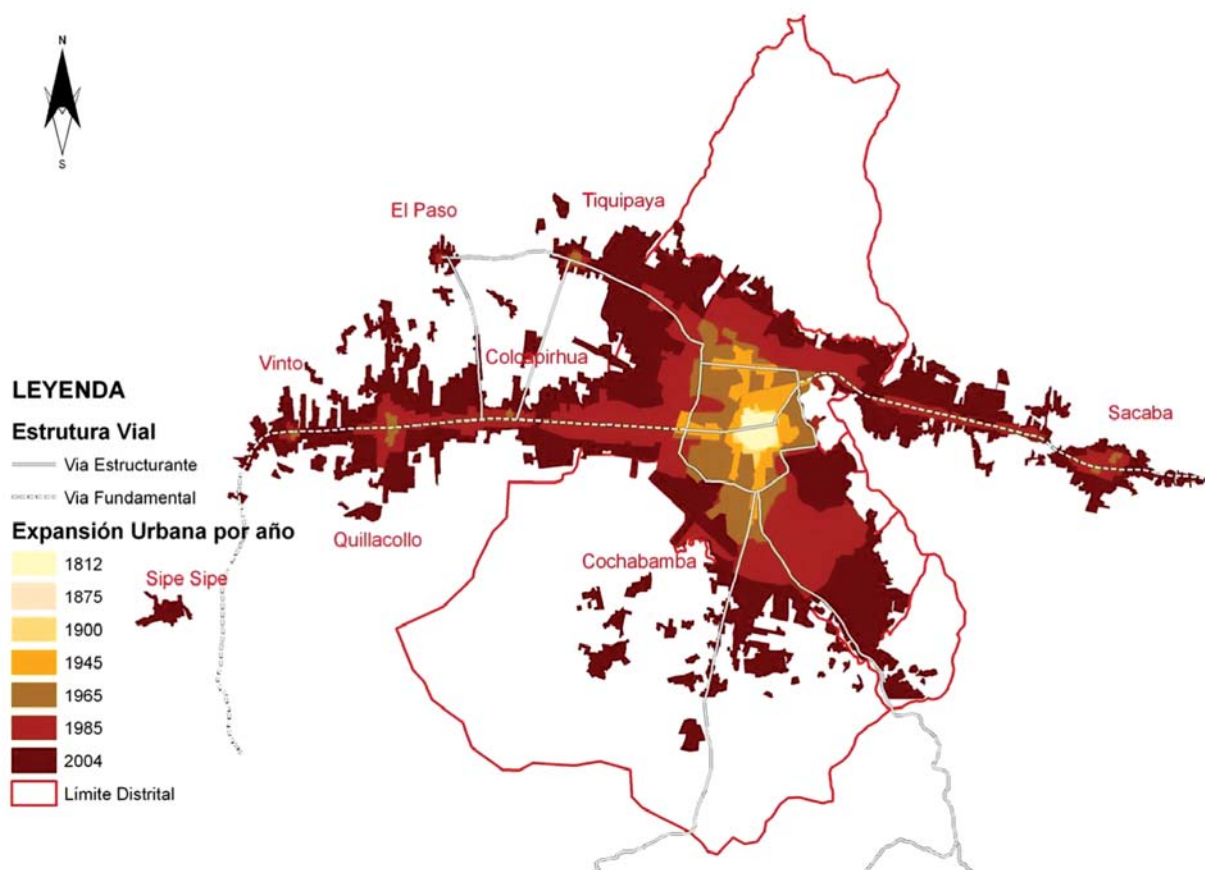 N
S
El Paso
Tiquipaya
Vinto
Colcapirhua
Sacaba
Quillacollo
Cochabamba
Sipe Sipe
LEYENDA
Estrutura Vial
Via Estructurante
Via Fundamental
Expansión Urbana por año
1812
1875
1900
1945
1965
1985
2004
Límite Distrital